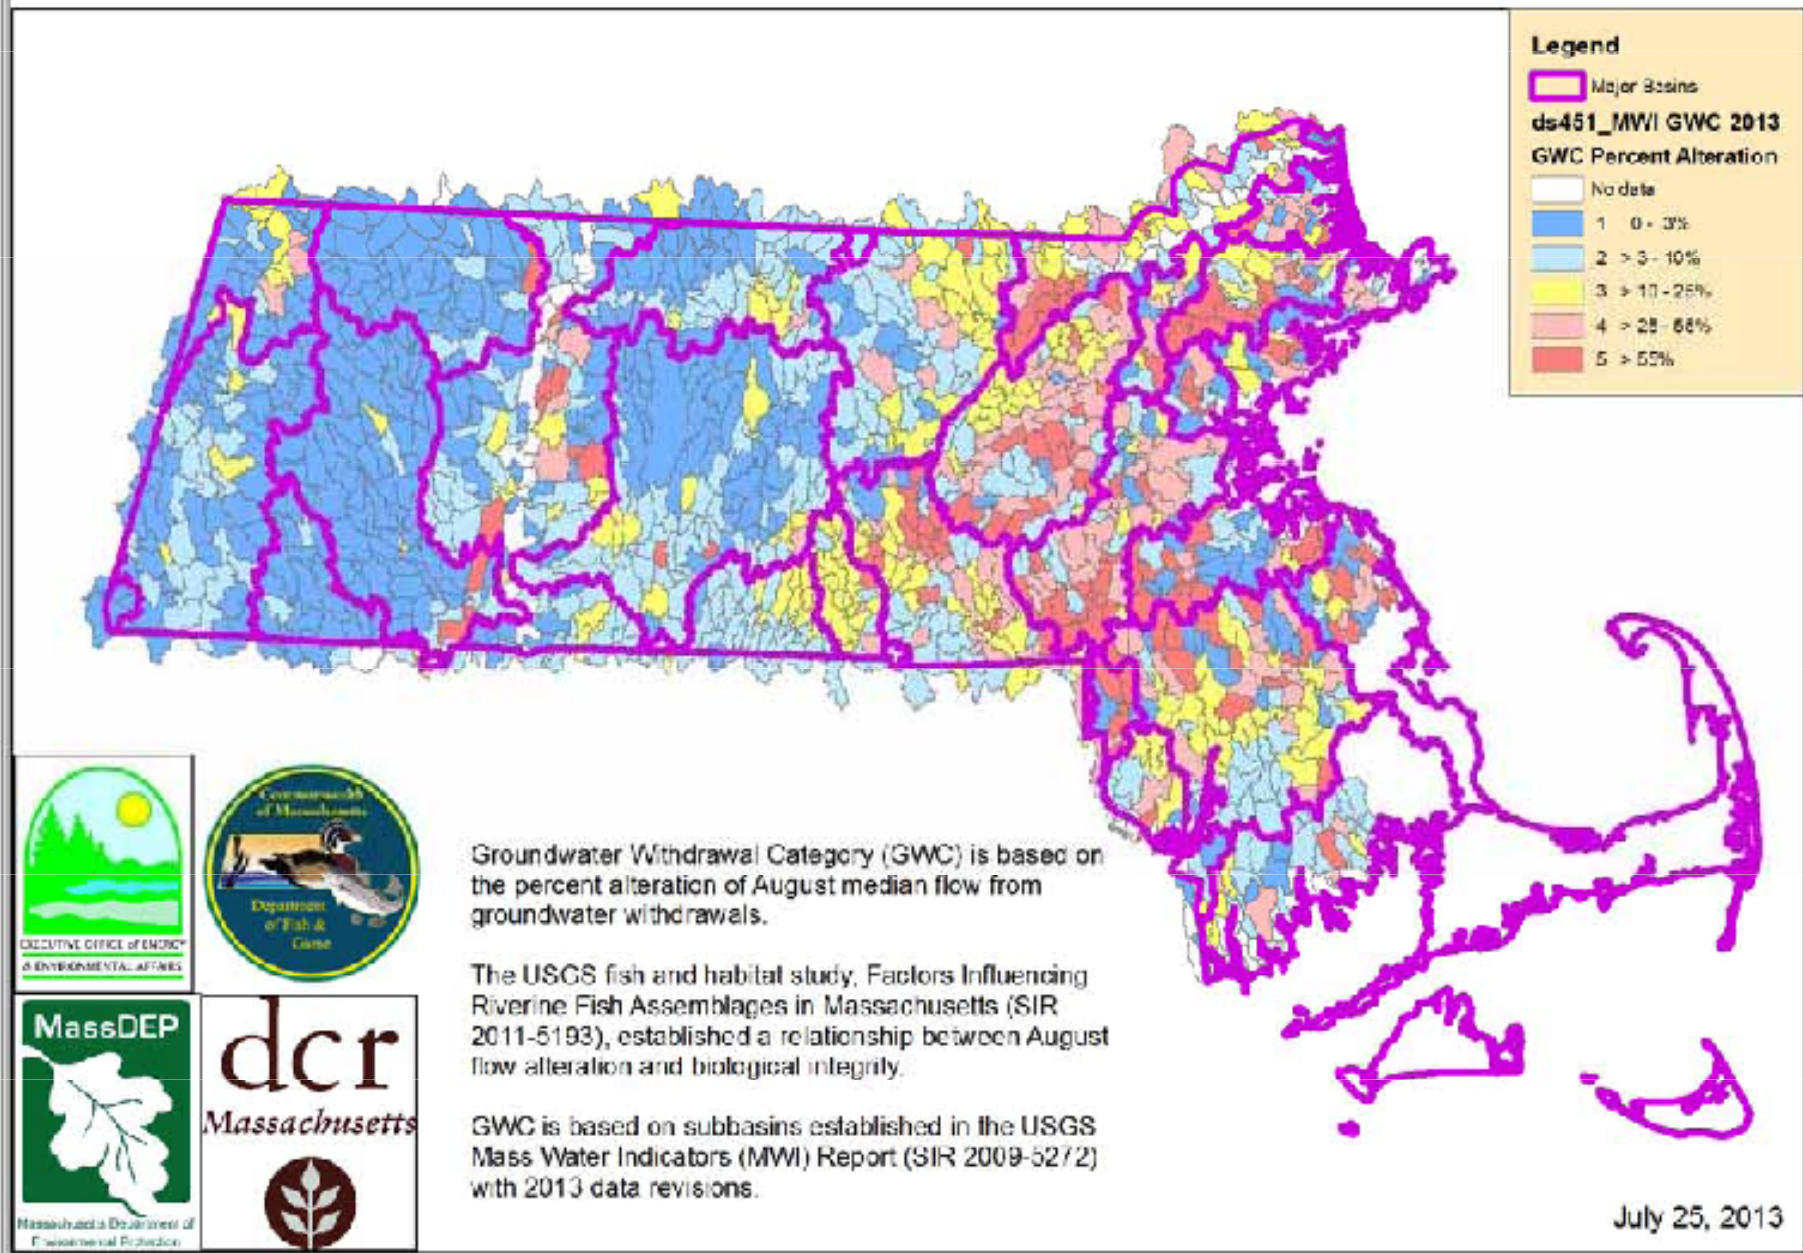 Legend
Major Basins
ds451_MWI GWC 2013
GWC Percent Alteration
No data
1 0 - 3%
2 > 3 - 10%
3 > 10 - 25%
4 > 25 - 55%
5 > 55%
Commonwealth
of Massachusetts
Department
of Fish &
Game
EXECUTIVE OFFICE of ENERGY
& ENVIRONMENTAL AFFAIRS
MassDEP
Massachusetts Department of
Environmental Protection
dcr
Massachusetts
Groundwater Withdrawal Category (GWC) is based on
the percent alteration of August median flow from
groundwater withdrawals.
The USGS fish and habitat study, Factors Influencing
Riverine Fish Assemblages in Massachusetts (SIR
2011-5193), established a relationship between August
flow alteration and biological integrity.
GWC is based on subbasins established in the USGS
Mass Water Indicators (MWI) Report (SIR 2009-5272)
with 2013 data revisions.
July 25, 2013